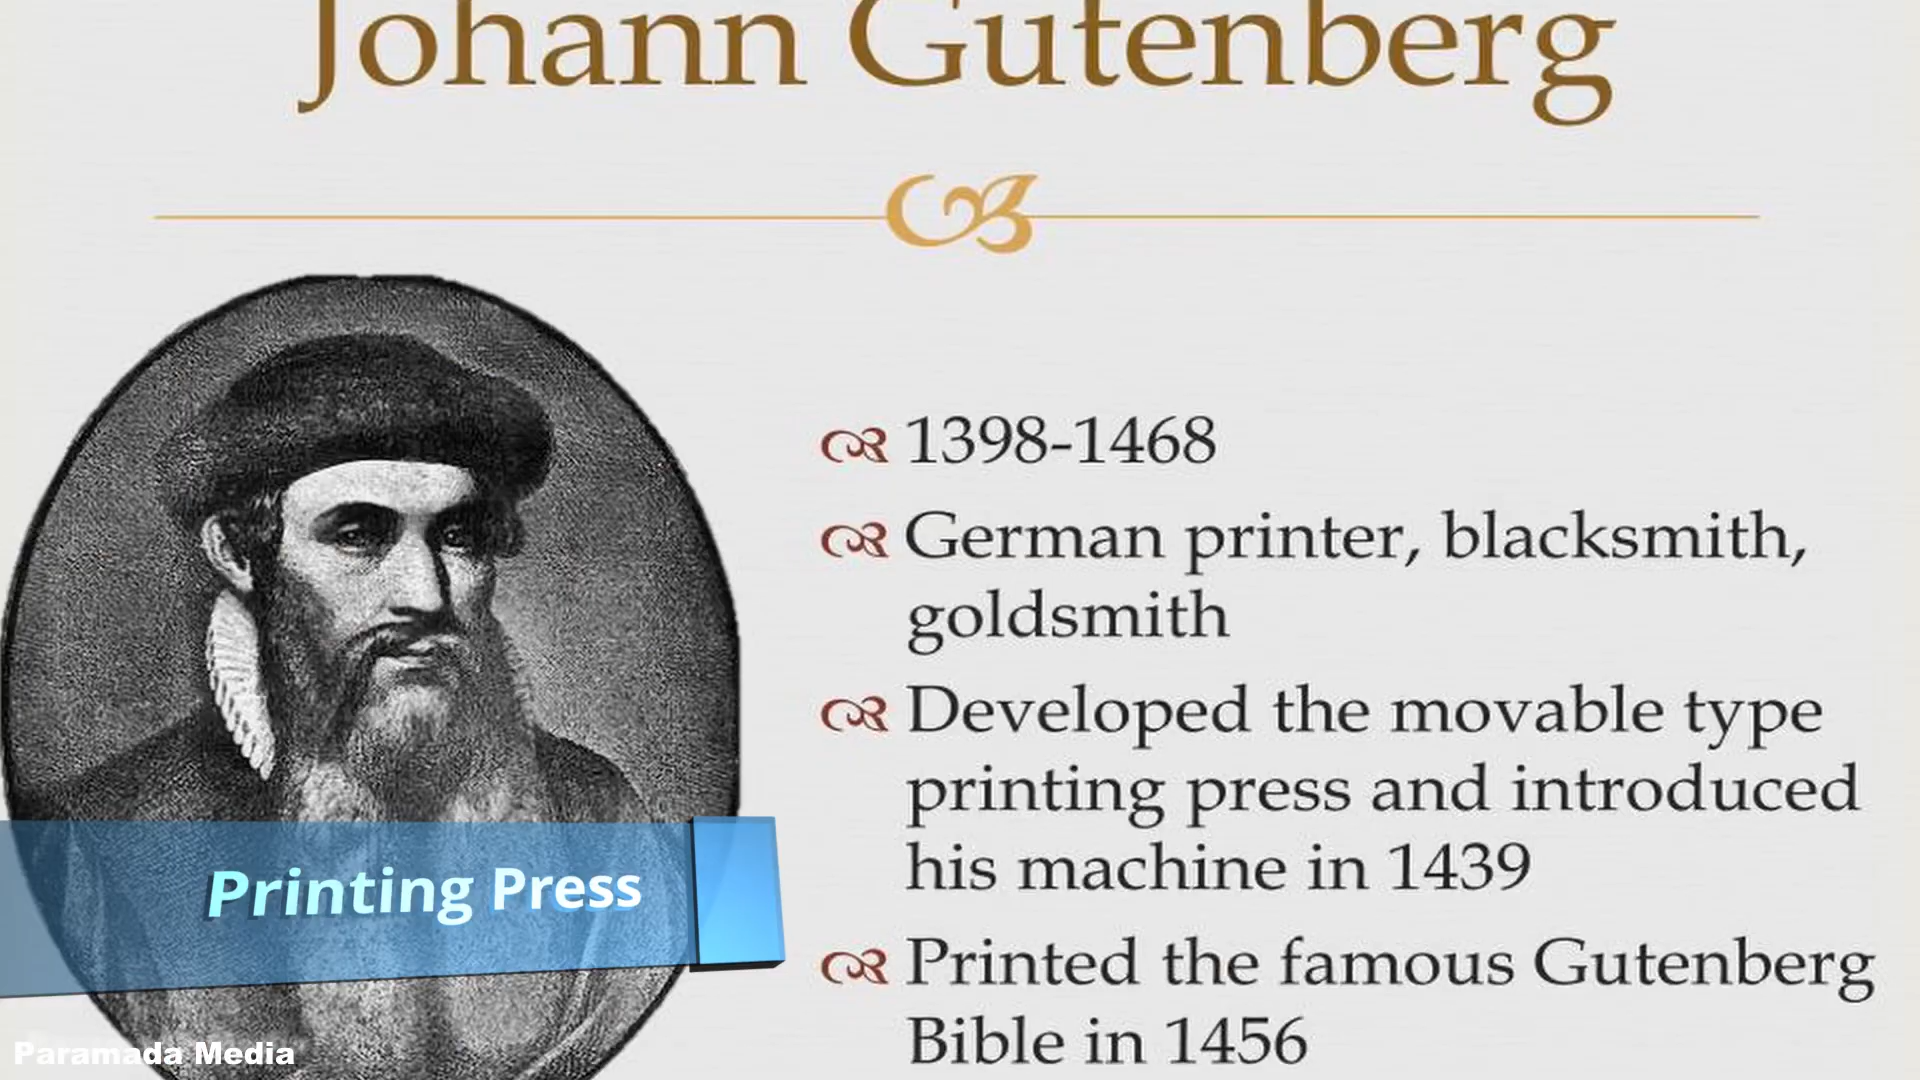 Johann Gutenberg
1398-1468
German printer, blacksmith,
goldsmith
Developed the movable type
printing press and introduced
his machine in 1439
Printed the famous Gutenberg
Bible in 1456
Printing Press
Paramada Media